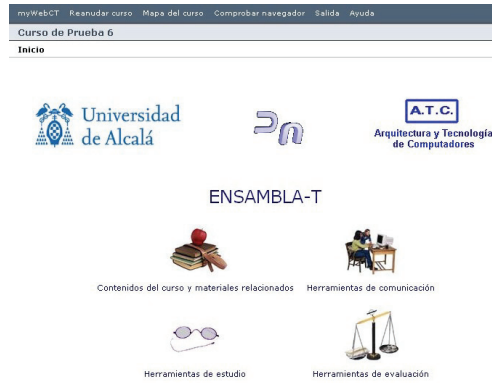 myWebCT Reanudar curso Mapa del curso Comprobar navegador Salida Ayuda
Curso de Prueba 6
Inicio
Universidad
de Alcalá
A.T.C.
Arquitectura y Tecnología
de Computadores
ENSAMBLA-T
Contenidos del curso y materiales relacionados Herramientas de comunicación
Herramientas de estudio Herramientas de evaluación